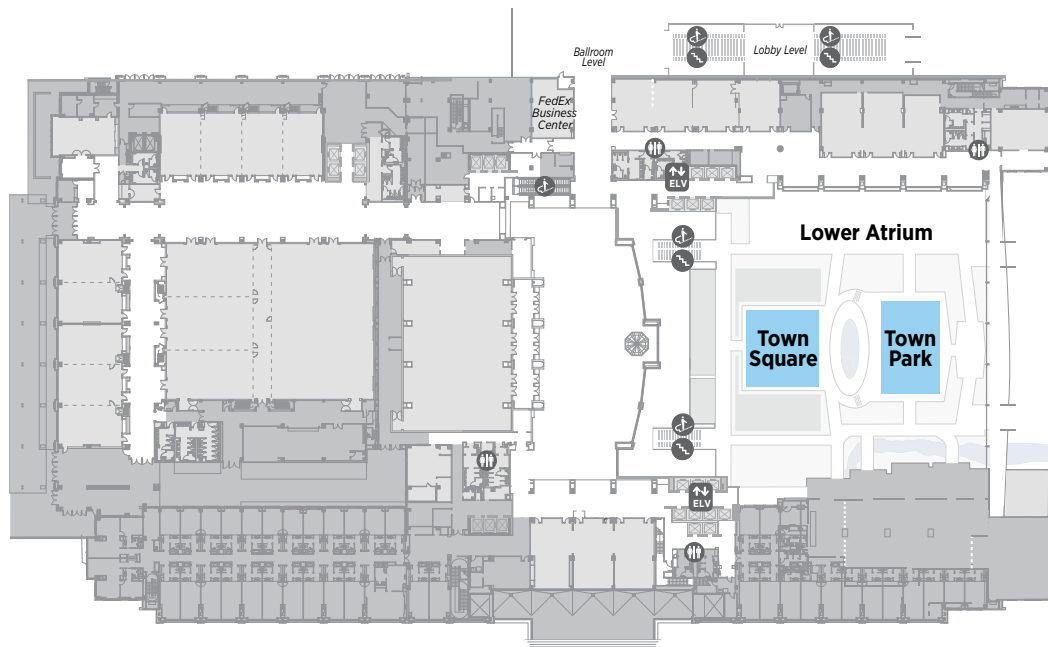 Ballroom
Level
Lobby Level
FedEx
Business
Center
ELV
Lower Atrium
Town
Square
Town
Park
ELV